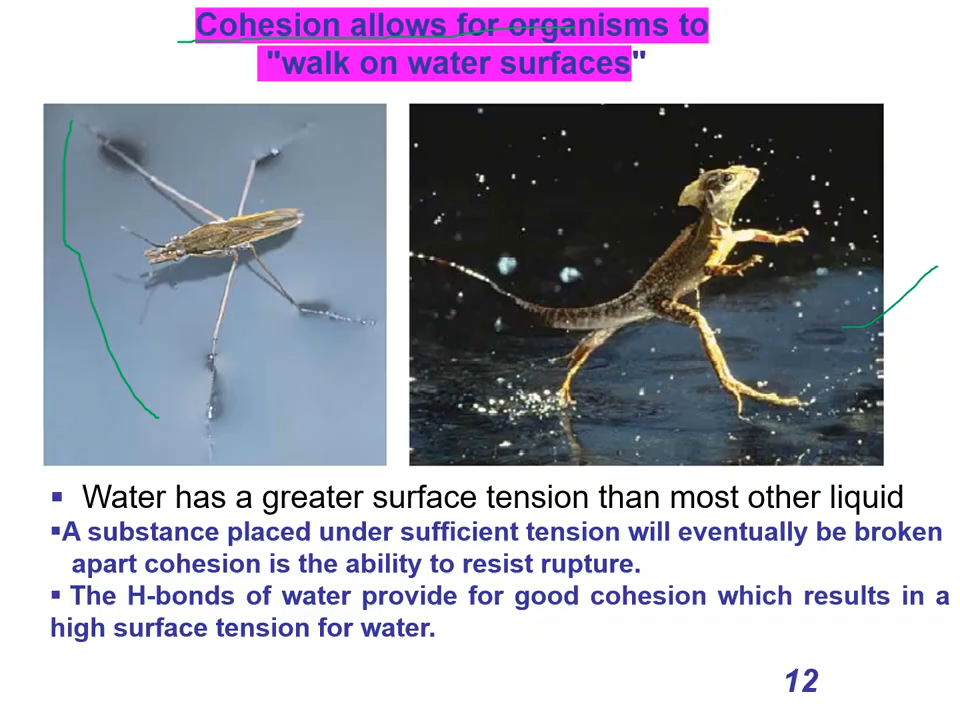 Cohesion allows for organisms to
"walk on water surfaces"
▪ Water has a greater surface tension than most other liquid
▪A substance placed under sufficient tension will eventually be broken
apart cohesion is the ability to resist rupture.
▪ The H-bonds of water provide for good cohesion which results in a
high surface tension for water.
12